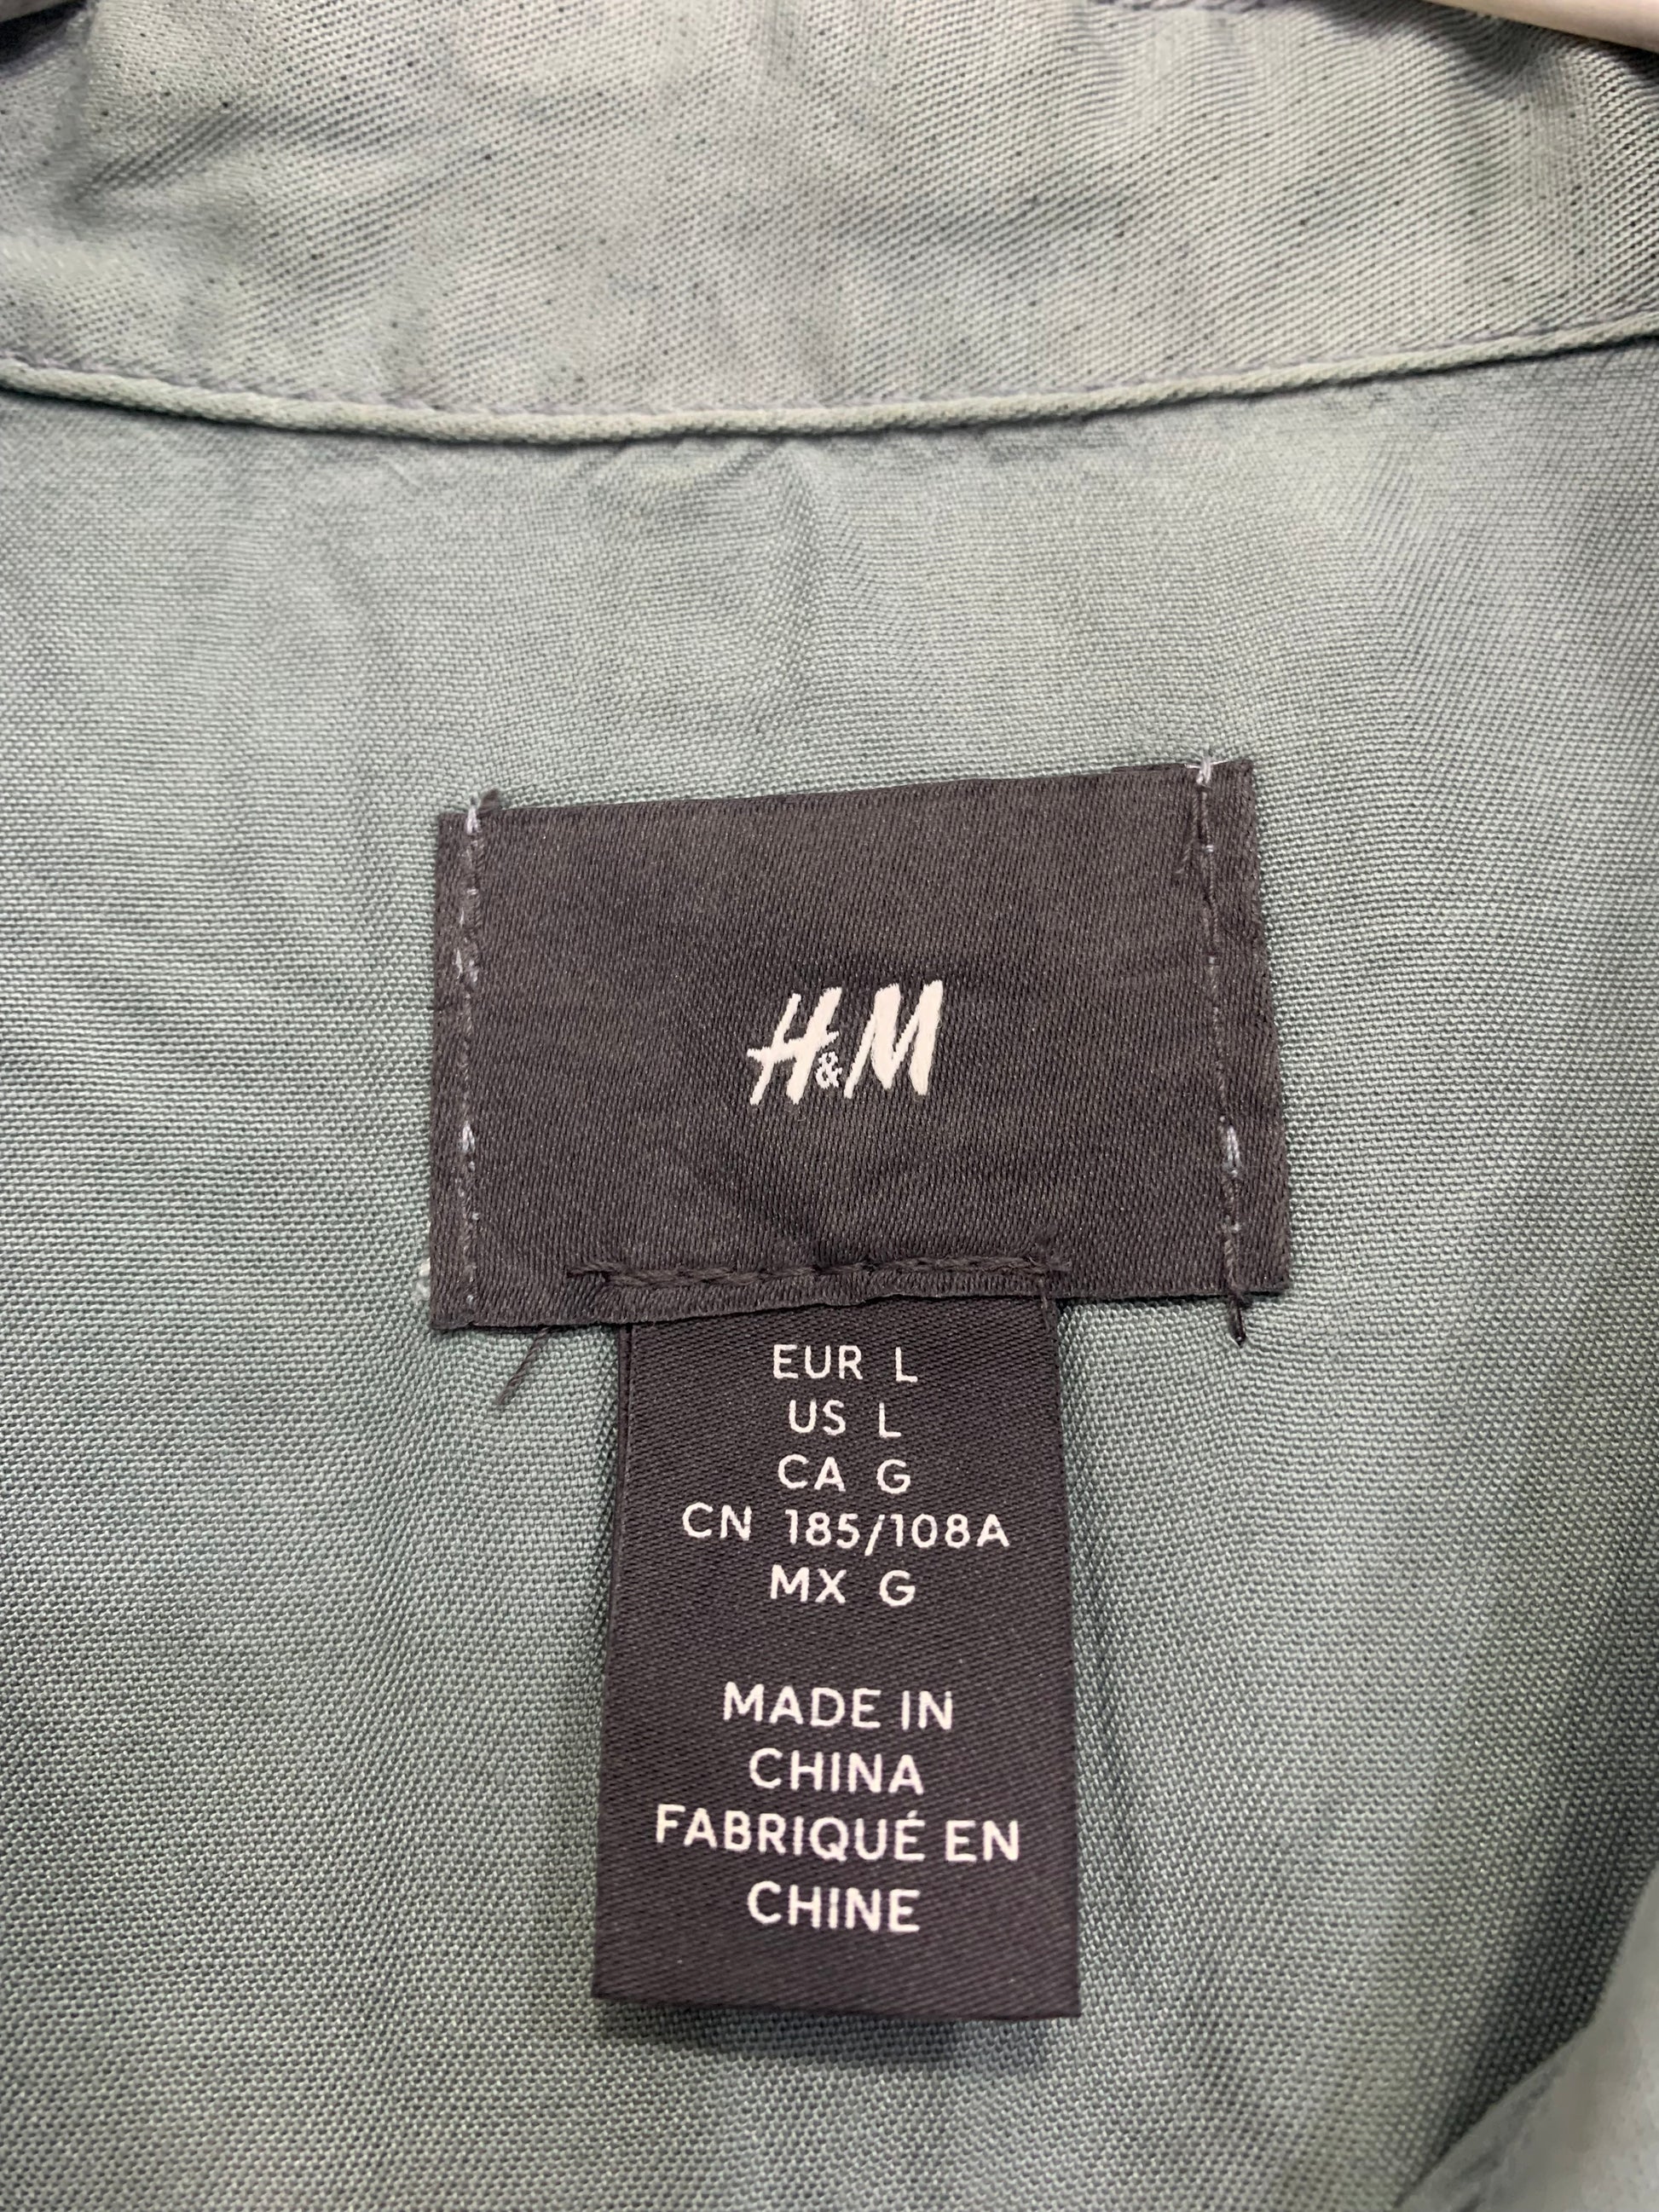 H&M
EUR L
US L
CA G
CN 185/108A
MX G
MADE IN
CHINA
FABRIQUÉ EN
CHINE